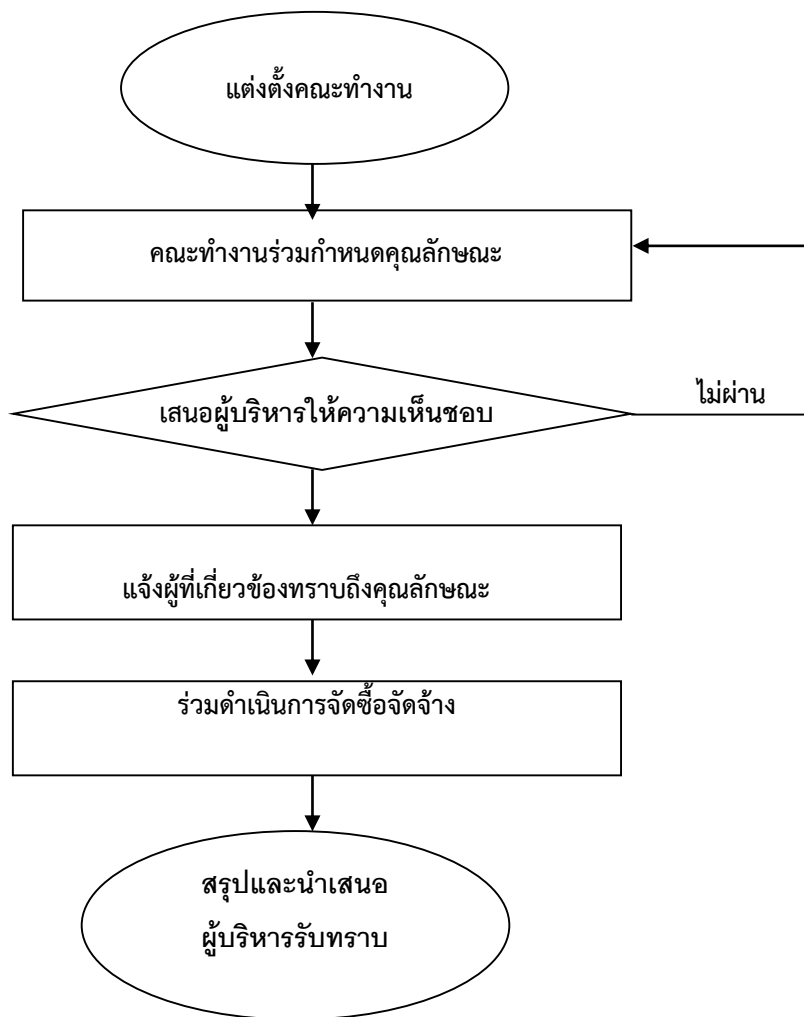 แต่งตั้งคณะทำงาน
คณะทำงานร่วมกำหนดคุณลักษณะ
เสนอผู้บริหารให้ความเห็นชอบ
ไม่ผ่าน
แจ้งผู้ที่เกี่ยวข้องทราบถึงคุณลักษณะ
ร่วมดำเนินการจัดซื้อจัดจ้าง
สรุปและนำเสนอ
ผู้บริหารรับทราบ